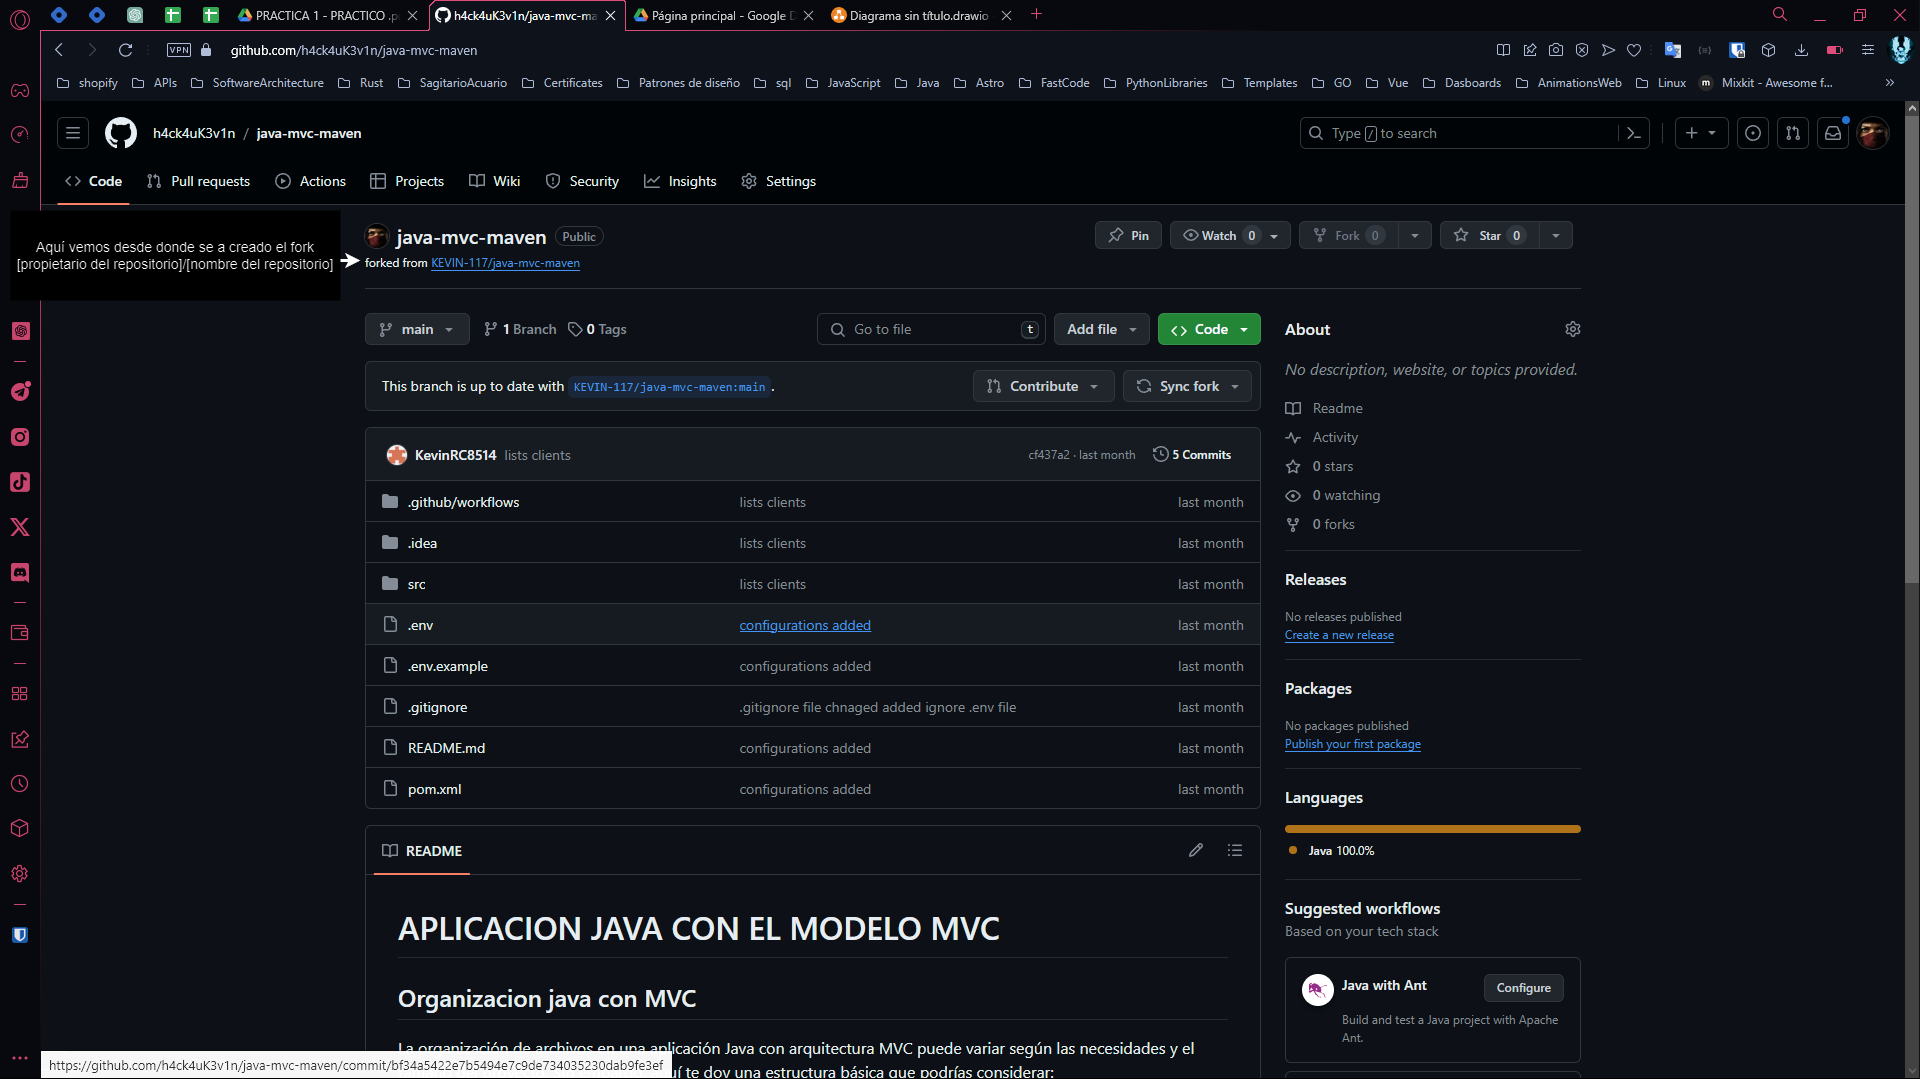 PRACTICA 1 - PRACTICO .p
h4ck4uK3v1n/java-mvc-ma
Página principal - Google D
Diagrama sin título.drawio
VPN
github.com/h4ck4uK3v1n/java-mvc-maven
shopify APIs SoftwareArchitecture Rust SagitarioAcuario Certificates Patrones de diseño sql JavaScript Java Astro FastCode PythonLibraries Templates GO Vue Dasboards AnimationsWeb Linux Mixkit - Awesome f... »
h4ck4uK3v1n / java-mvc-maven
Type / to search
Code Pull requests Actions Projects Wiki Security Insights Settings
Aquí vemos desde donde se a creado el fork
[propietario del repositorio]/[nombre del repositorio]
java-mvc-maven Public
forked from KEVIN-117/java-mvc-maven
Pin Watch 0 Fork 0 Star 0
main 1 Branch 0 Tags
Go to file t Add file Code
This branch is up to date with KEVIN-117/java-mvc-maven:main .
Contribute Sync fork
KevinRC8514 lists clients cf437a2 · last month 5 Commits
.github/workflows lists clients last month
.idea lists clients last month
src lists clients last month
.env configurations added last month
.env.example configurations added last month
.gitignore .gitignore file chnaged added ignore .env file last month
README.md configurations added last month
pom.xml configurations added last month
README
APLICACION JAVA CON EL MODELO MVC
Organizacion java con MVC
La organización de archivos en una aplicación Java con arquitectura MVC puede variar según las necesidades y el
uí te doy una estructura básica que podrías considerar:
https://github.com/h4ck4uK3v1n/java-mvc-maven/commit/bf34a5422e7b5494e7c9de734035230dab9fe3ef
About
No description, website, or topics provided.
Readme
Activity
0 stars
0 watching
0 forks
Releases
No releases published
Create a new release
Packages
No packages published
Publish your first package
Languages
Java 100.0%
Suggested workflows
Based on your tech stack
Java with Ant
Configure
Build and test a Java project with Apache
Ant.